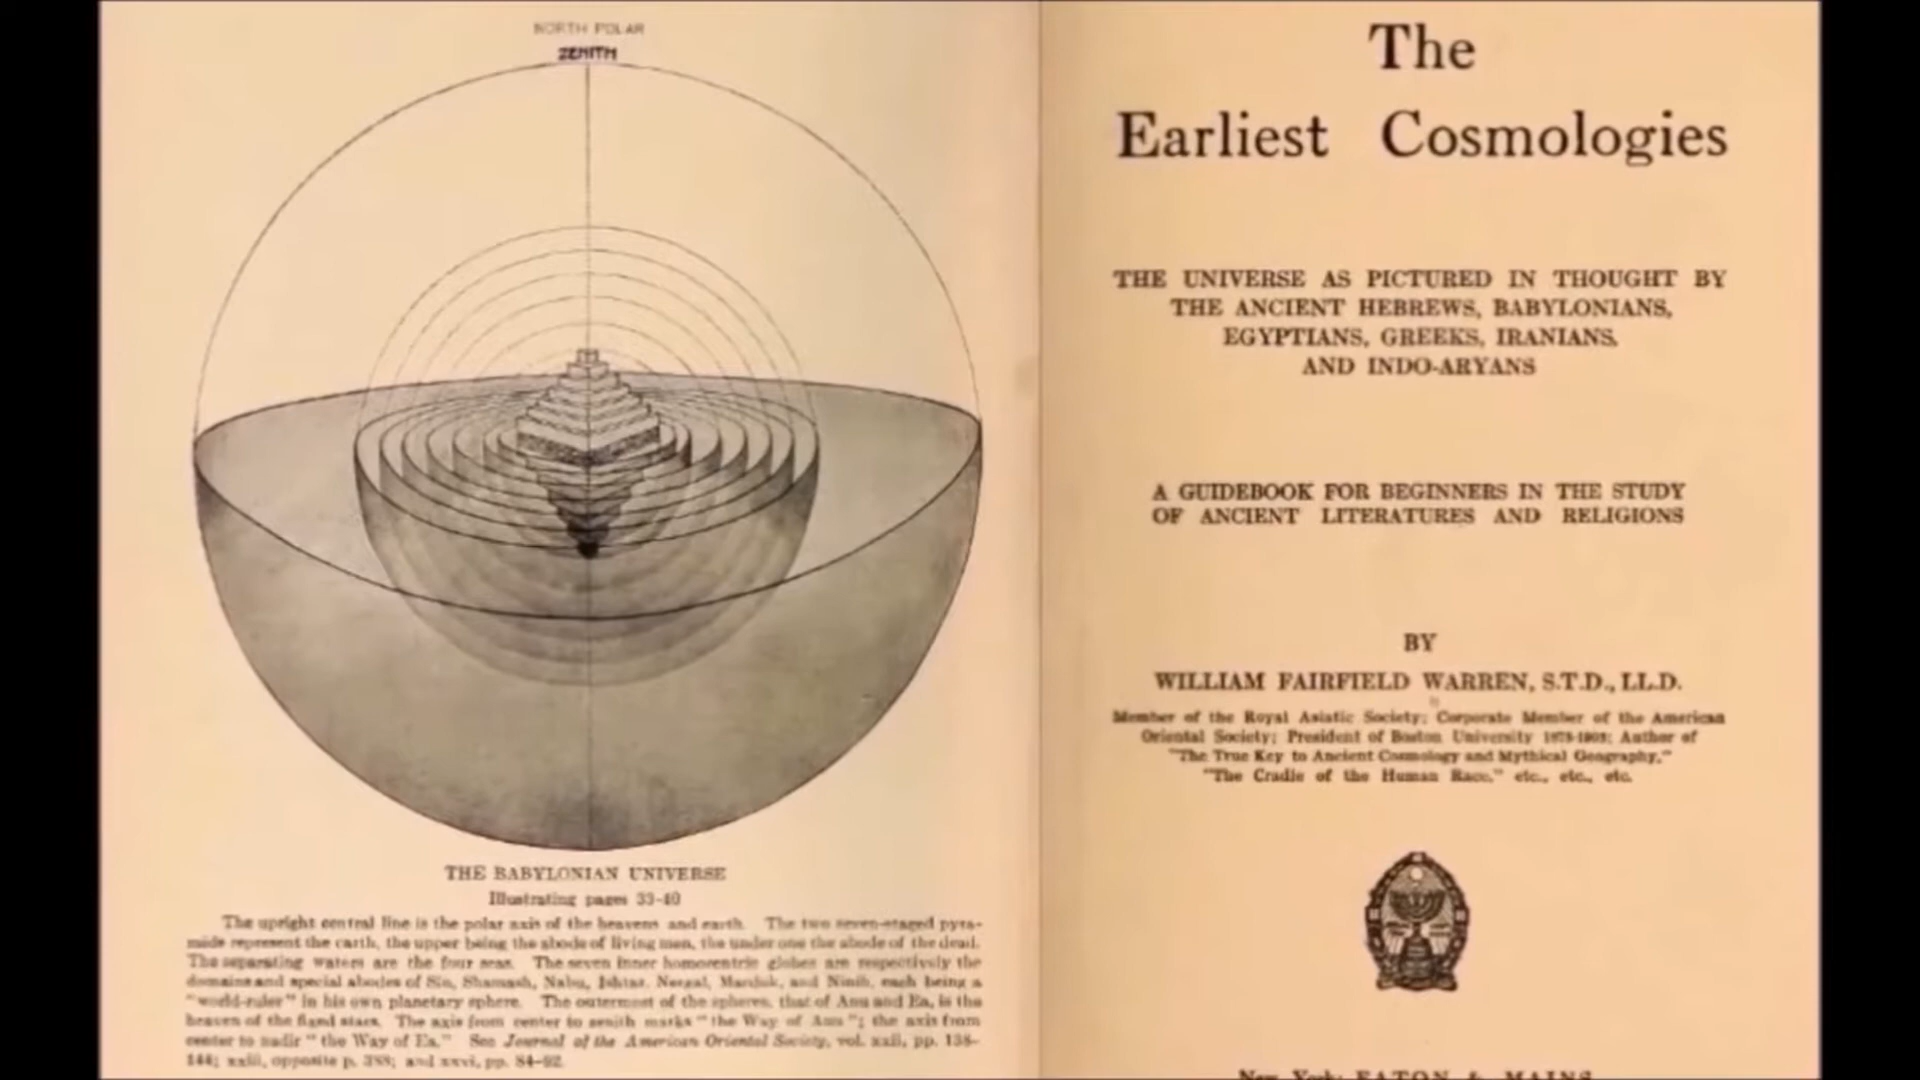 NORTH POLAR
ZENITH
THE BABYLONIAN UNIVERSE
Illustrating pages 33-40
The upright central line is the polar axis of the heavens and earth. The two seven-staged pyra-
mids represent the earth, the upper being the abode of living men, the under one the abode of the dead.
The separating waters are the four seas. The seven inner homocentric globes are respectively the
domains and special abodes of Sin, Shamash, Nabu, Ishtar, Nergal, Marduk, and Ninib, each being a
"world-ruler" in his own planetary sphere. The outermost of the spheres, that of Anu and Ea, is the
heaven of the fixed stars. The axis from center to zenith marks "the Way of Anu"; the axis from
center to nadir "the Way of Ea." See Journal of the American Oriental Society, vol. xxii, pp. 138-
144; xxiii, opposite p. 388; and xxvi, pp. 84-92.
The
Earliest Cosmologies
THE UNIVERSE AS PICTURED IN THOUGHT BY
THE ANCIENT HEBREWS, BABYLONIANS,
EGYPTIANS, GREEKS, IRANIANS,
AND INDO-ARYANS
A GUIDEBOOK FOR BEGINNERS IN THE STUDY
OF ANCIENT LITERATURES AND RELIGIONS
BY
WILLIAM FAIRFIELD WARREN, S.T.D., LL.D.
Member of the Royal Asiatic Society; Corporate Member of the American
Oriental Society; President of Boston University 1873-1903; Author of
"The True Key to Ancient Cosmology and Mythical Geography,"
"The Cradle of the Human Race," etc., etc., etc.
New York: EATON & MAINS